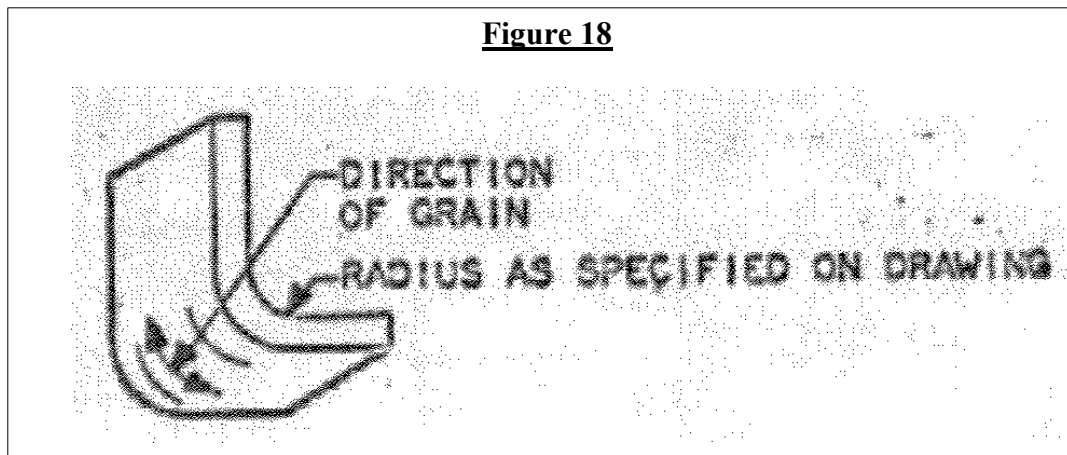 Figure 18
DIRECTION
OF GRAIN
RADIUS AS SPECIFIED ON DRAWING